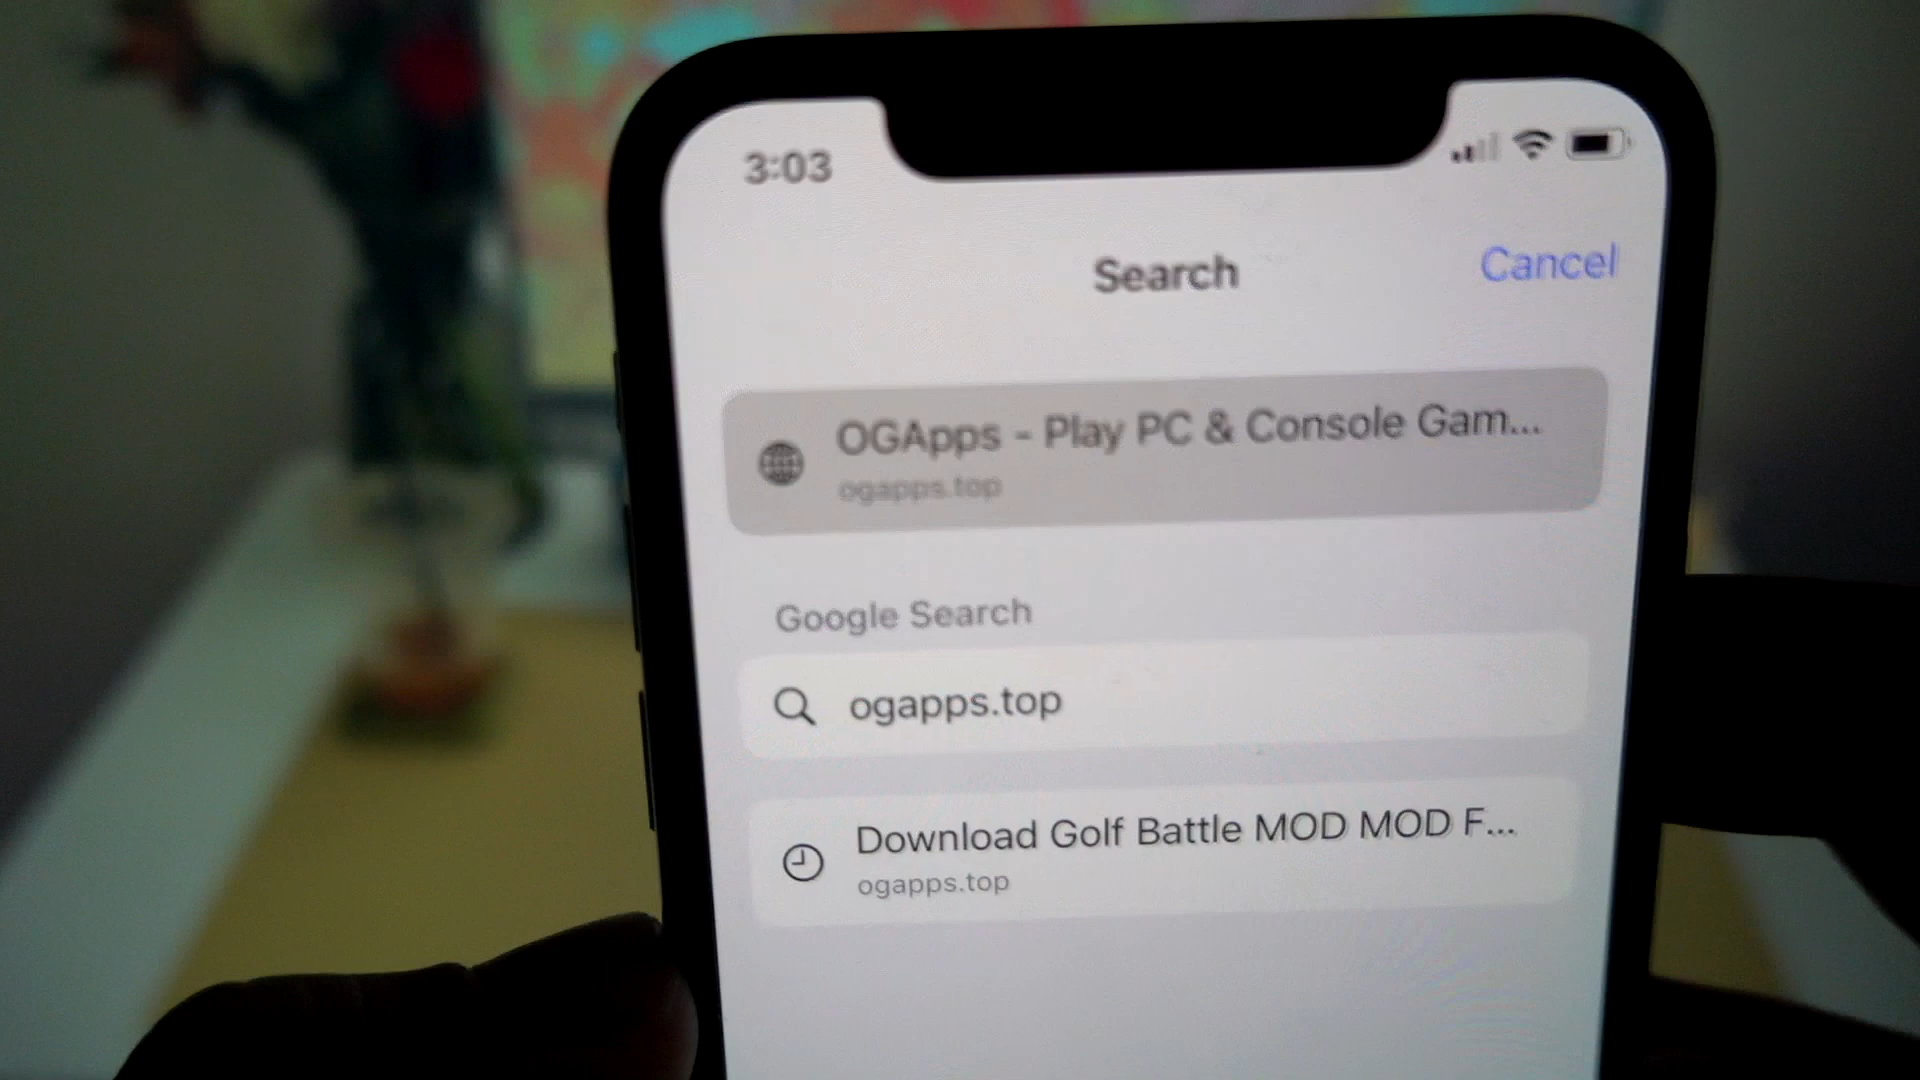 3:03
Search
Cancel
OGApps - Play PC & Console Gam...
ogapps.top
Google Search
ogapps.top
Download Golf Battle MOD MOD F...
ogapps.top